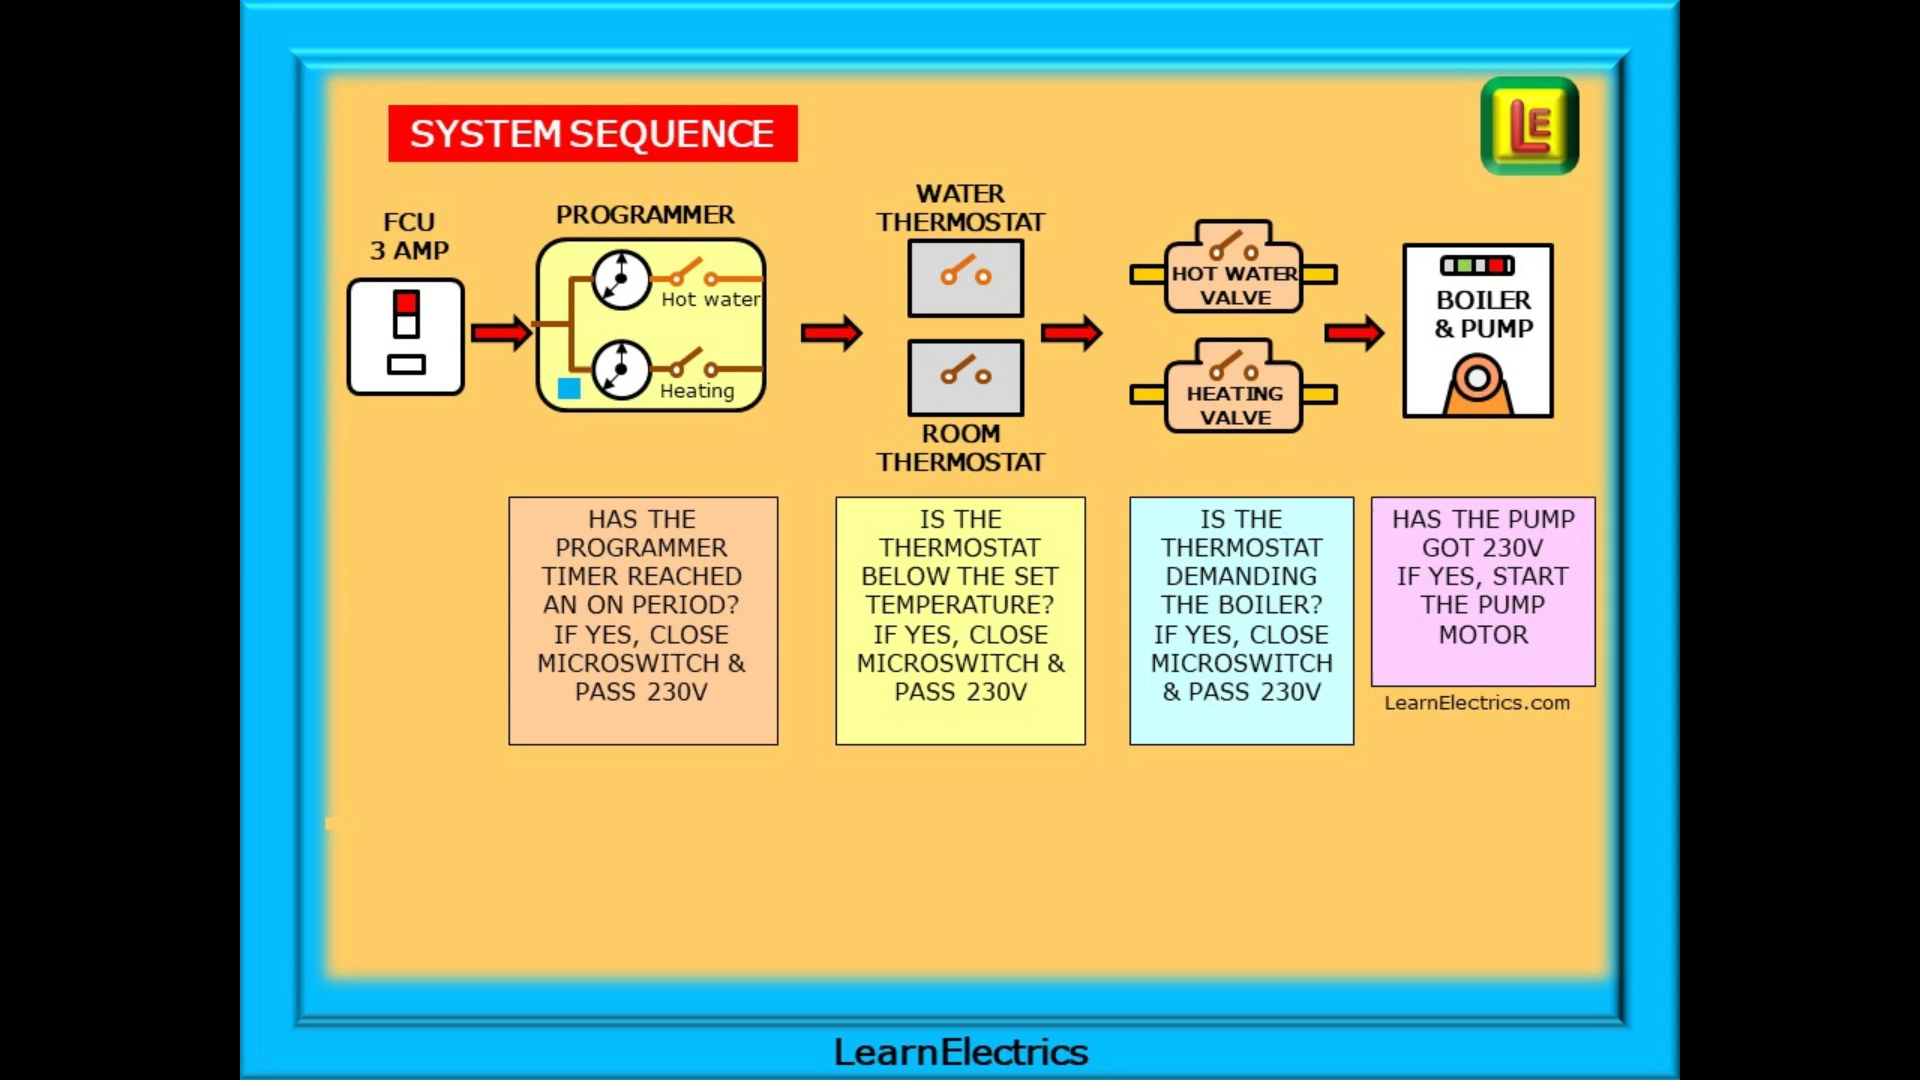 SYSTEM SEQUENCE
LE
FCU
3 AMP
PROGRAMMER
Hot water
Heating
WATER
THERMOSTAT
ROOM
THERMOSTAT
HOT WATER
VALVE
HEATING
VALVE
BOILER
& PUMP
HAS THE
PROGRAMMER
TIMER REACHED
AN ON PERIOD?
IF YES, CLOSE
MICROSWITCH &
PASS 230V
IS THE
THERMOSTAT
BELOW THE SET
TEMPERATURE?
IF YES, CLOSE
MICROSWITCH &
PASS 230V
IS THE
THERMOSTAT
DEMANDING
THE BOILER?
IF YES, CLOSE
MICROSWITCH
& PASS 230V
HAS THE PUMP
GOT 230V
IF YES, START
THE PUMP
MOTOR
LearnElectrics.com
LearnElectrics